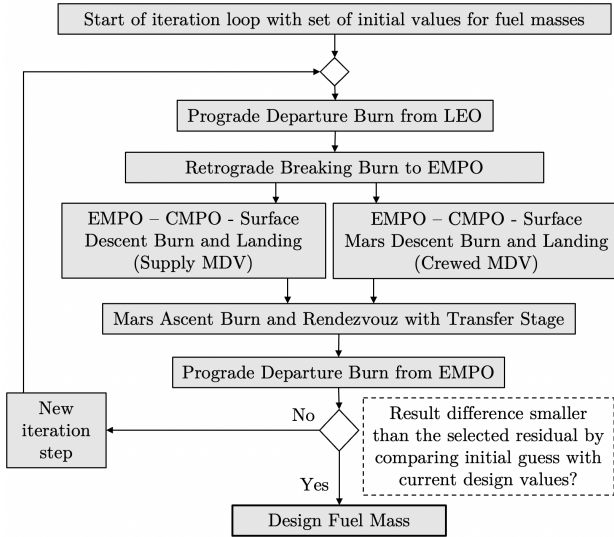 Start of iteration loop with set of initial values for fuel masses
Prograde Departure Burn from LEO
Retrograde Breaking Burn to EMPO
EMPO – CMPO - Surface
Descent Burn and Landing
(Supply MDV)
EMPO – CMPO - Surface
Mars Descent Burn and Landing
(Crewed MDV)
Mars Ascent Burn and Rendezvouz with Transfer Stage
Prograde Departure Burn from EMPO
New
iteration
step
No
Result difference smaller
than the selected residual by
comparing initial guess with
current design values?
Yes
Design Fuel Mass